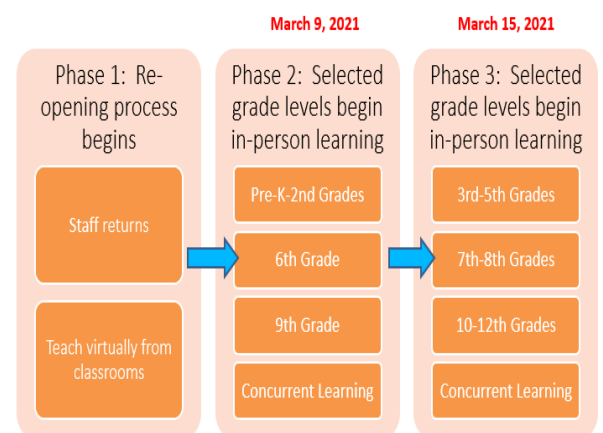 March 9, 2021
March 15, 2021
Phase 1:  Re-
opening process
begins
Staff returns
Teach virtually from
classrooms
Phase 2:  Selected
grade levels begin
in-person learning
Pre-K-2nd Grades
6th Grade
9th Grade
Concurrent Learning
Phase 3:  Selected
grade levels begin
in-person learning
3rd-5th Grades
7th-8th Grades
10-12th Grades
Concurrent Learning